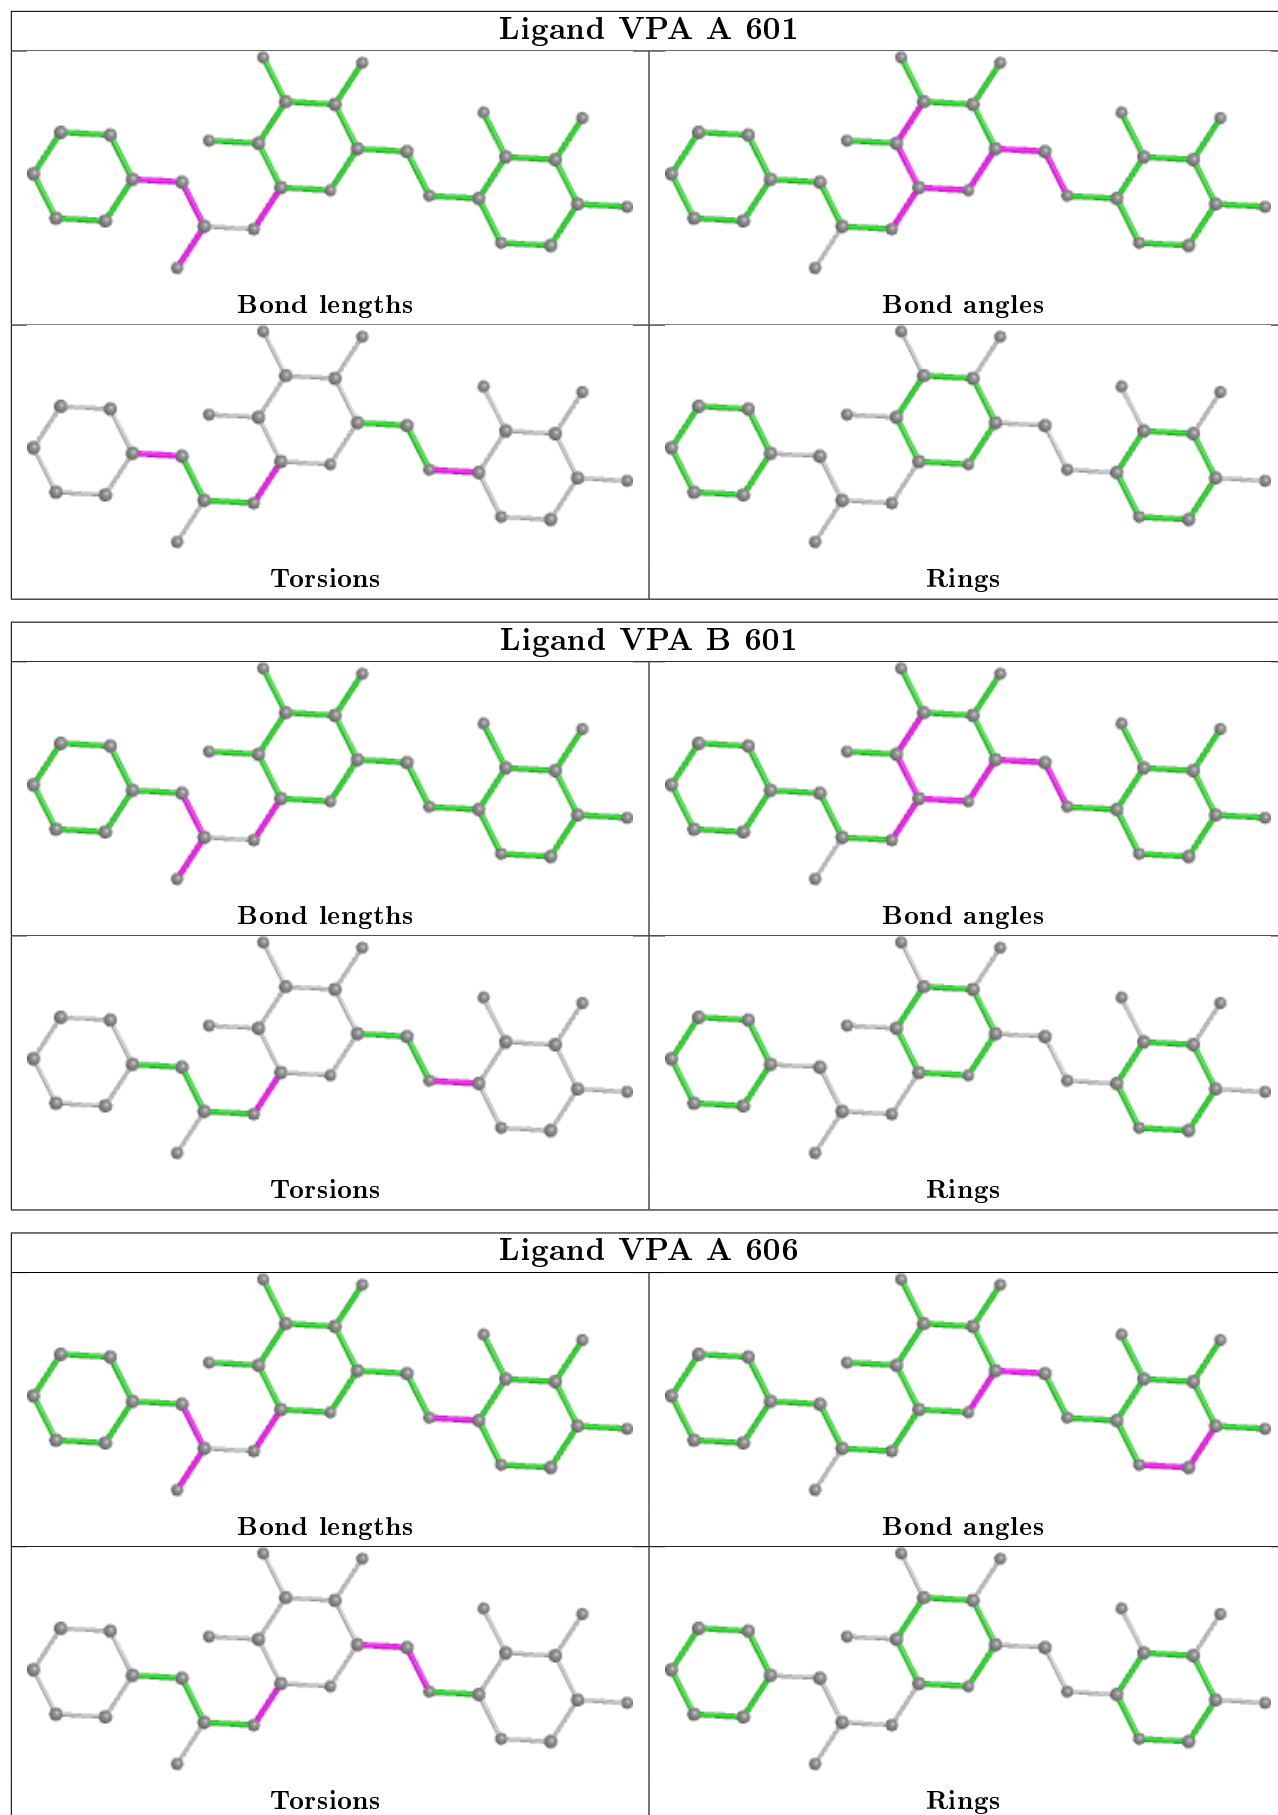 Ligand VPA A 601
Bond lengths
Bond angles
Torsions
Rings
Ligand VPA B 601
Bond lengths
Bond angles
Torsions
Rings
Ligand VPA A 606
Bond lengths
Bond angles
Torsions
Rings